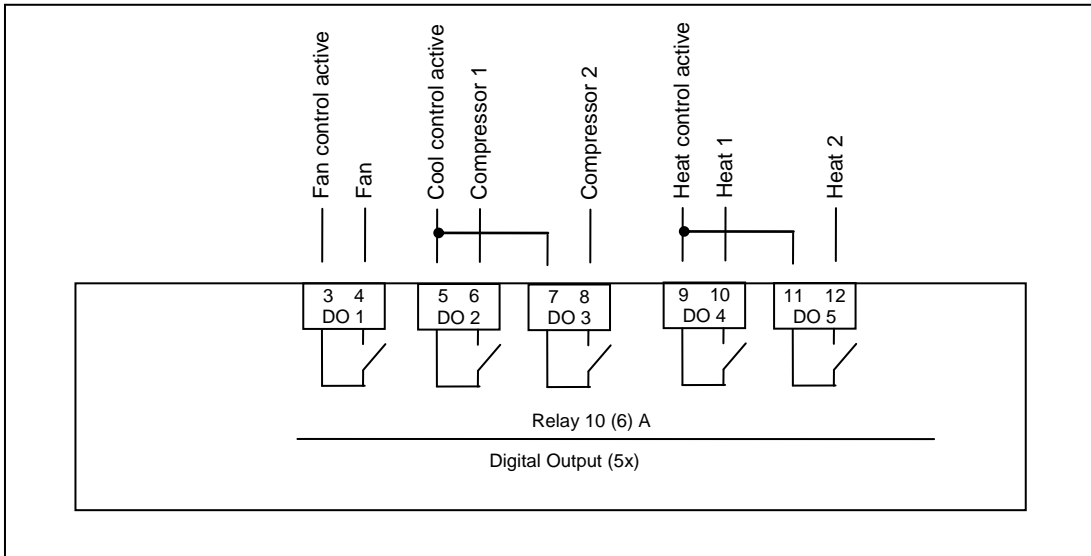 Fan control active
Fan
Cool control active
Compressor 1
Compressor 2
Heat control active
Heat 1
Heat 2
3 4
DO 1
5 6
DO 2
7 8
DO 3
9 10
DO 4
11 12
DO 5
Relay 10 (6) A
Digital Output (5x)